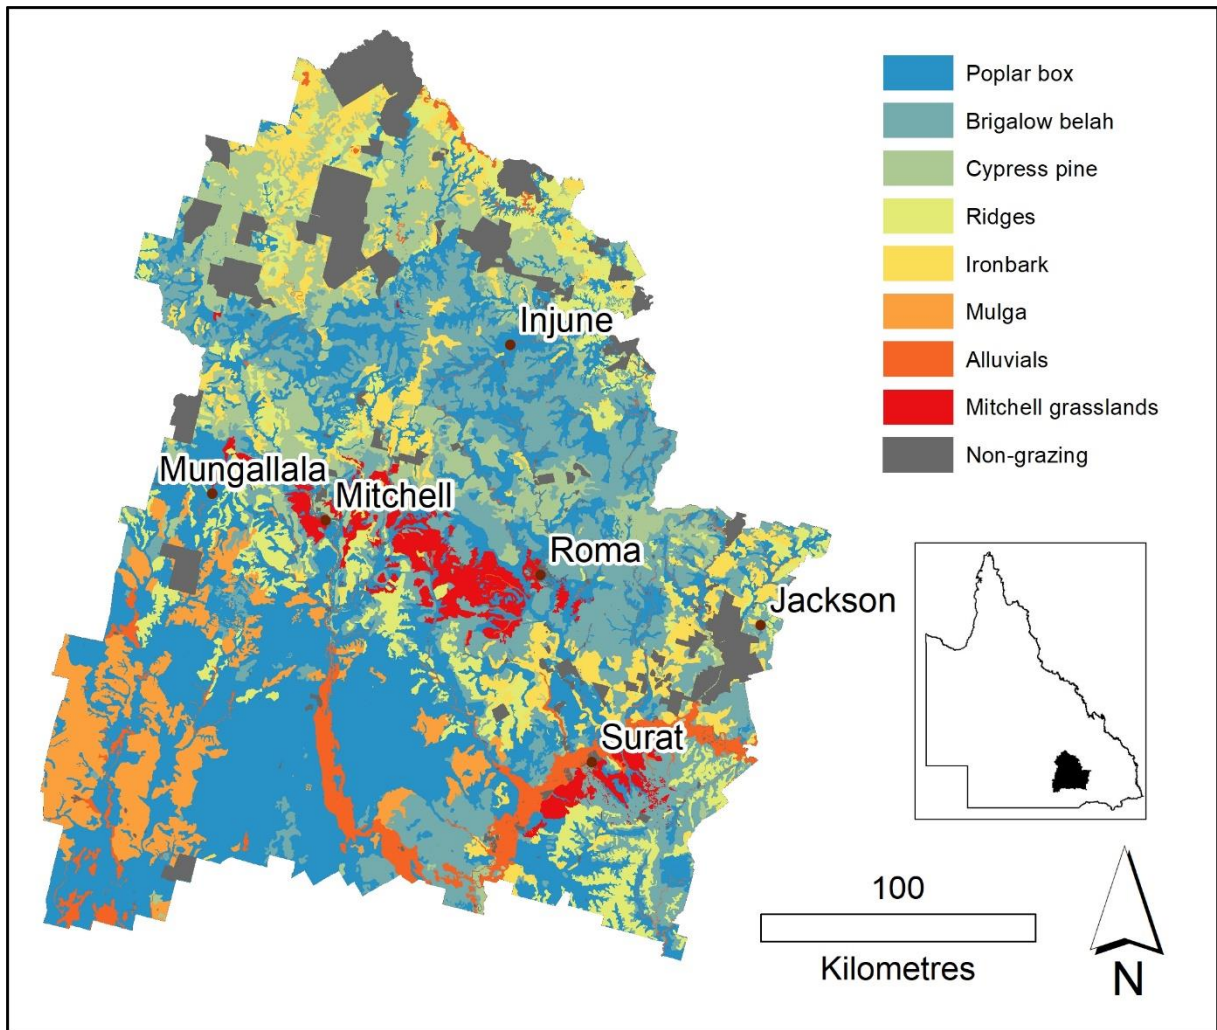 Poplar box
Brigalow belah
Cypress pine
Ridges
Ironbark
Mulga
Alluvials
Mitchell grasslands
Non-grazing
Injune
Mungallala
Mitchell
Roma
Jackson
Surat
100
Kilometres
N